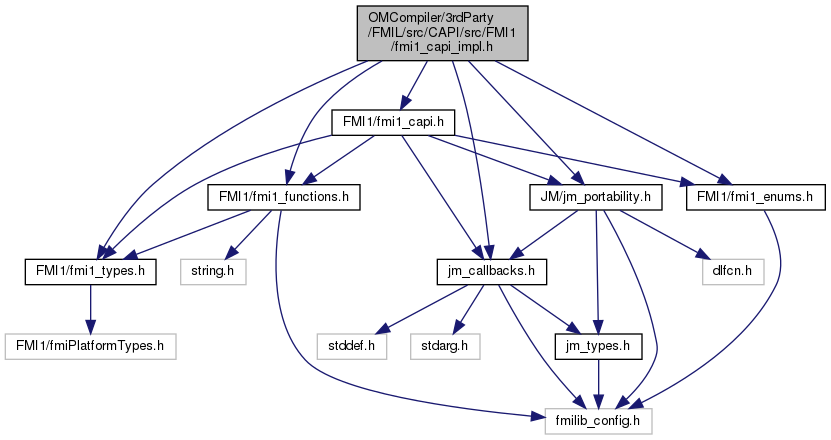 OMCompiler/3rdParty
/FMIL/src/CAPI/src/FMI1
/fmi1_capi_impl.h
FMI1/fmi1_capi.h
FMI1/fmi1_functions.h
JM/jm_portability.h
FMI1/fmi1_enums.h
FMI1/fmi1_types.h
string.h
jm_callbacks.h
dlfcn.h
FMI1/fmiPlatformTypes.h
stddef.h
stdarg.h
jm_types.h
fmilib_config.h